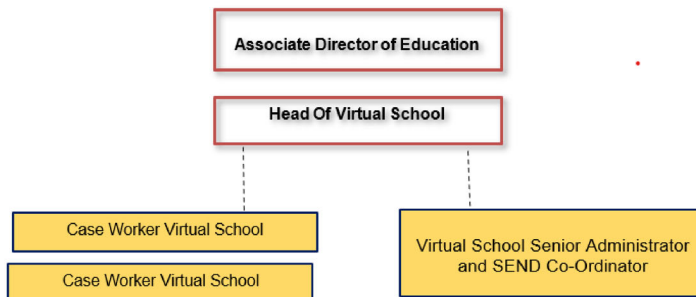 Associate Director of Education
Head Of Virtual School
Case Worker Virtual School
Case Worker Virtual School
Virtual School Senior Administrator
and SEND Co-Ordinator